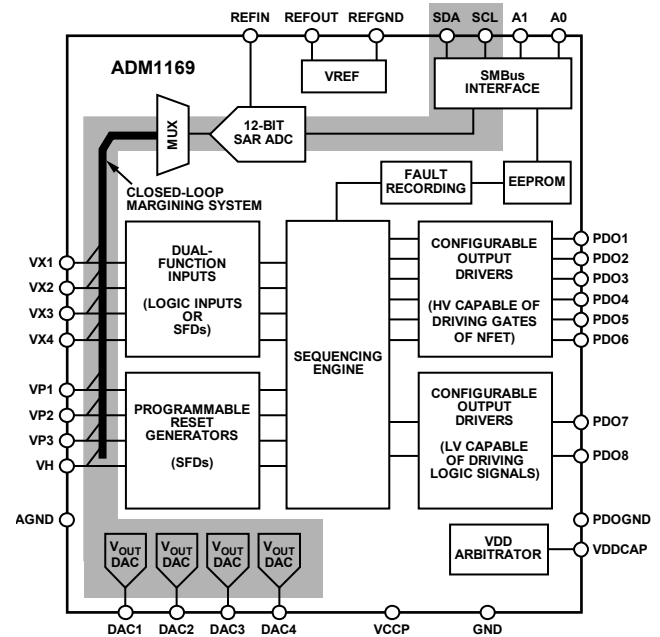 REFIN REFOUT REFGND SDA SCL A1 A0
ADM1169
VREF
SMBus
INTERFACE
MUX
12-BIT
SAR ADC
FAULT
RECORDING
EEPROM
CLOSED-LOOP
MARGINING SYSTEM
VX1
VX2
VX3
VX4
VP1
VP2
VP3
VH
AGND
DUAL-
FUNCTION
INPUTS
(LOGIC INPUTS
OR
SFDs)
PROGRAMMABLE
RESET
GENERATORS
(SFDs)
SEQUENCING
ENGINE
CONFIGURABLE
OUTPUT
DRIVERS
(HV CAPABLE OF
DRIVING GATES
OF NFET)
CONFIGURABLE
OUTPUT
DRIVERS
(LV CAPABLE
OF DRIVING
LOGIC SIGNALS)
PDO1
PDO2
PDO3
PDO4
PDO5
PDO6
PDO7
PDO8
PDOGND
VDDCAP
VDD
ARBITRATOR
VOUT
DAC
VOUT
DAC
VOUT
DAC
VOUT
DAC
DAC1 DAC2 DAC3 DAC4 VCCP GND